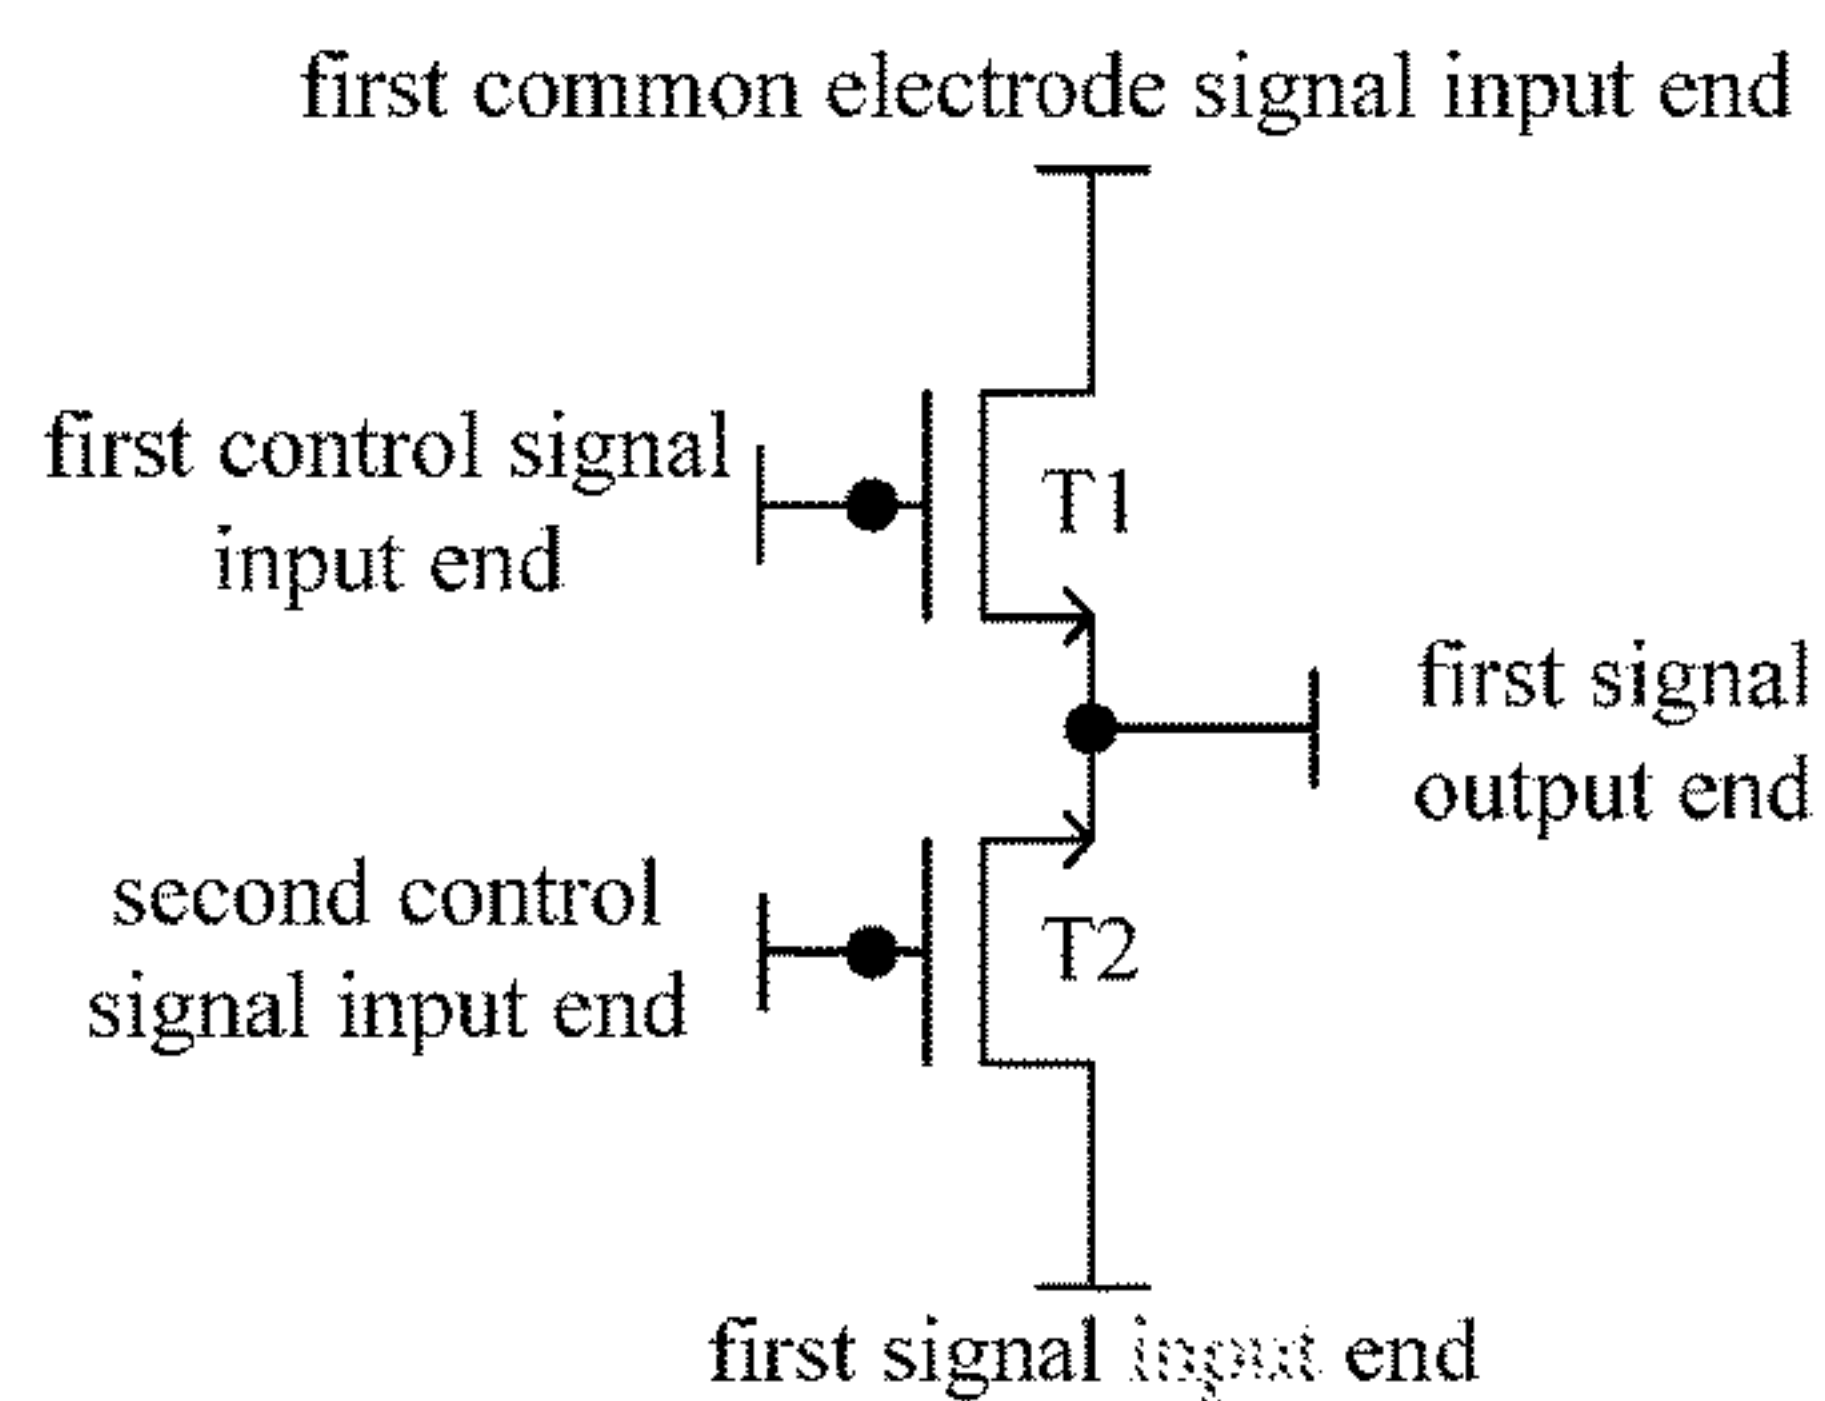 first common electrode signal input end
first control signal
input end
T1
first signal
output end
second control
signal input end
T2
first signal input end